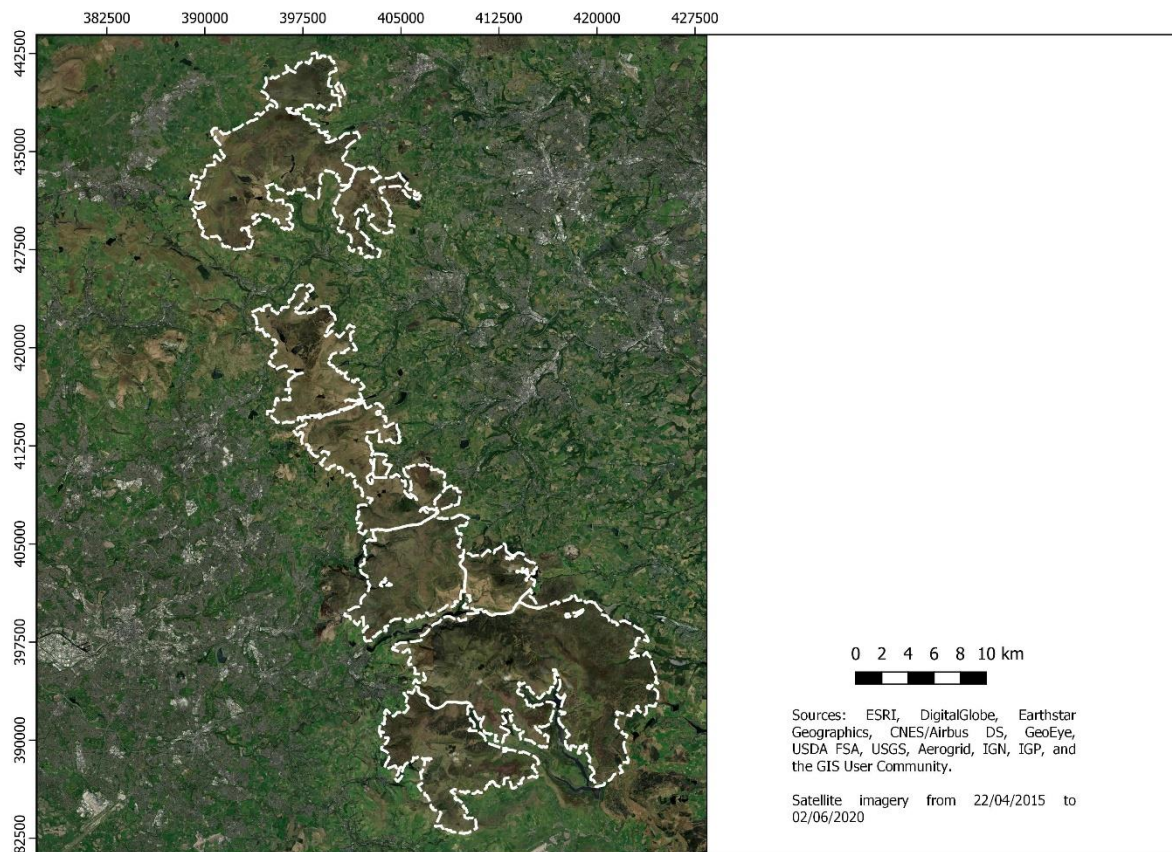 382500 390000 397500 405000 412500 420000 427500
442500
435000
427500
420000
412500
405000
397500
390000
82500
0 2 4 6 8 10 km
Sources: ESRI, DigitalGlobe, Earthstar
Geographics, CNES/Airbus DS, GeoEye,
USDA FSA, USGS, Aerogrid, IGN, IGP, and
the GIS User Community.
Satellite imagery from 22/04/2015 to
02/06/2020